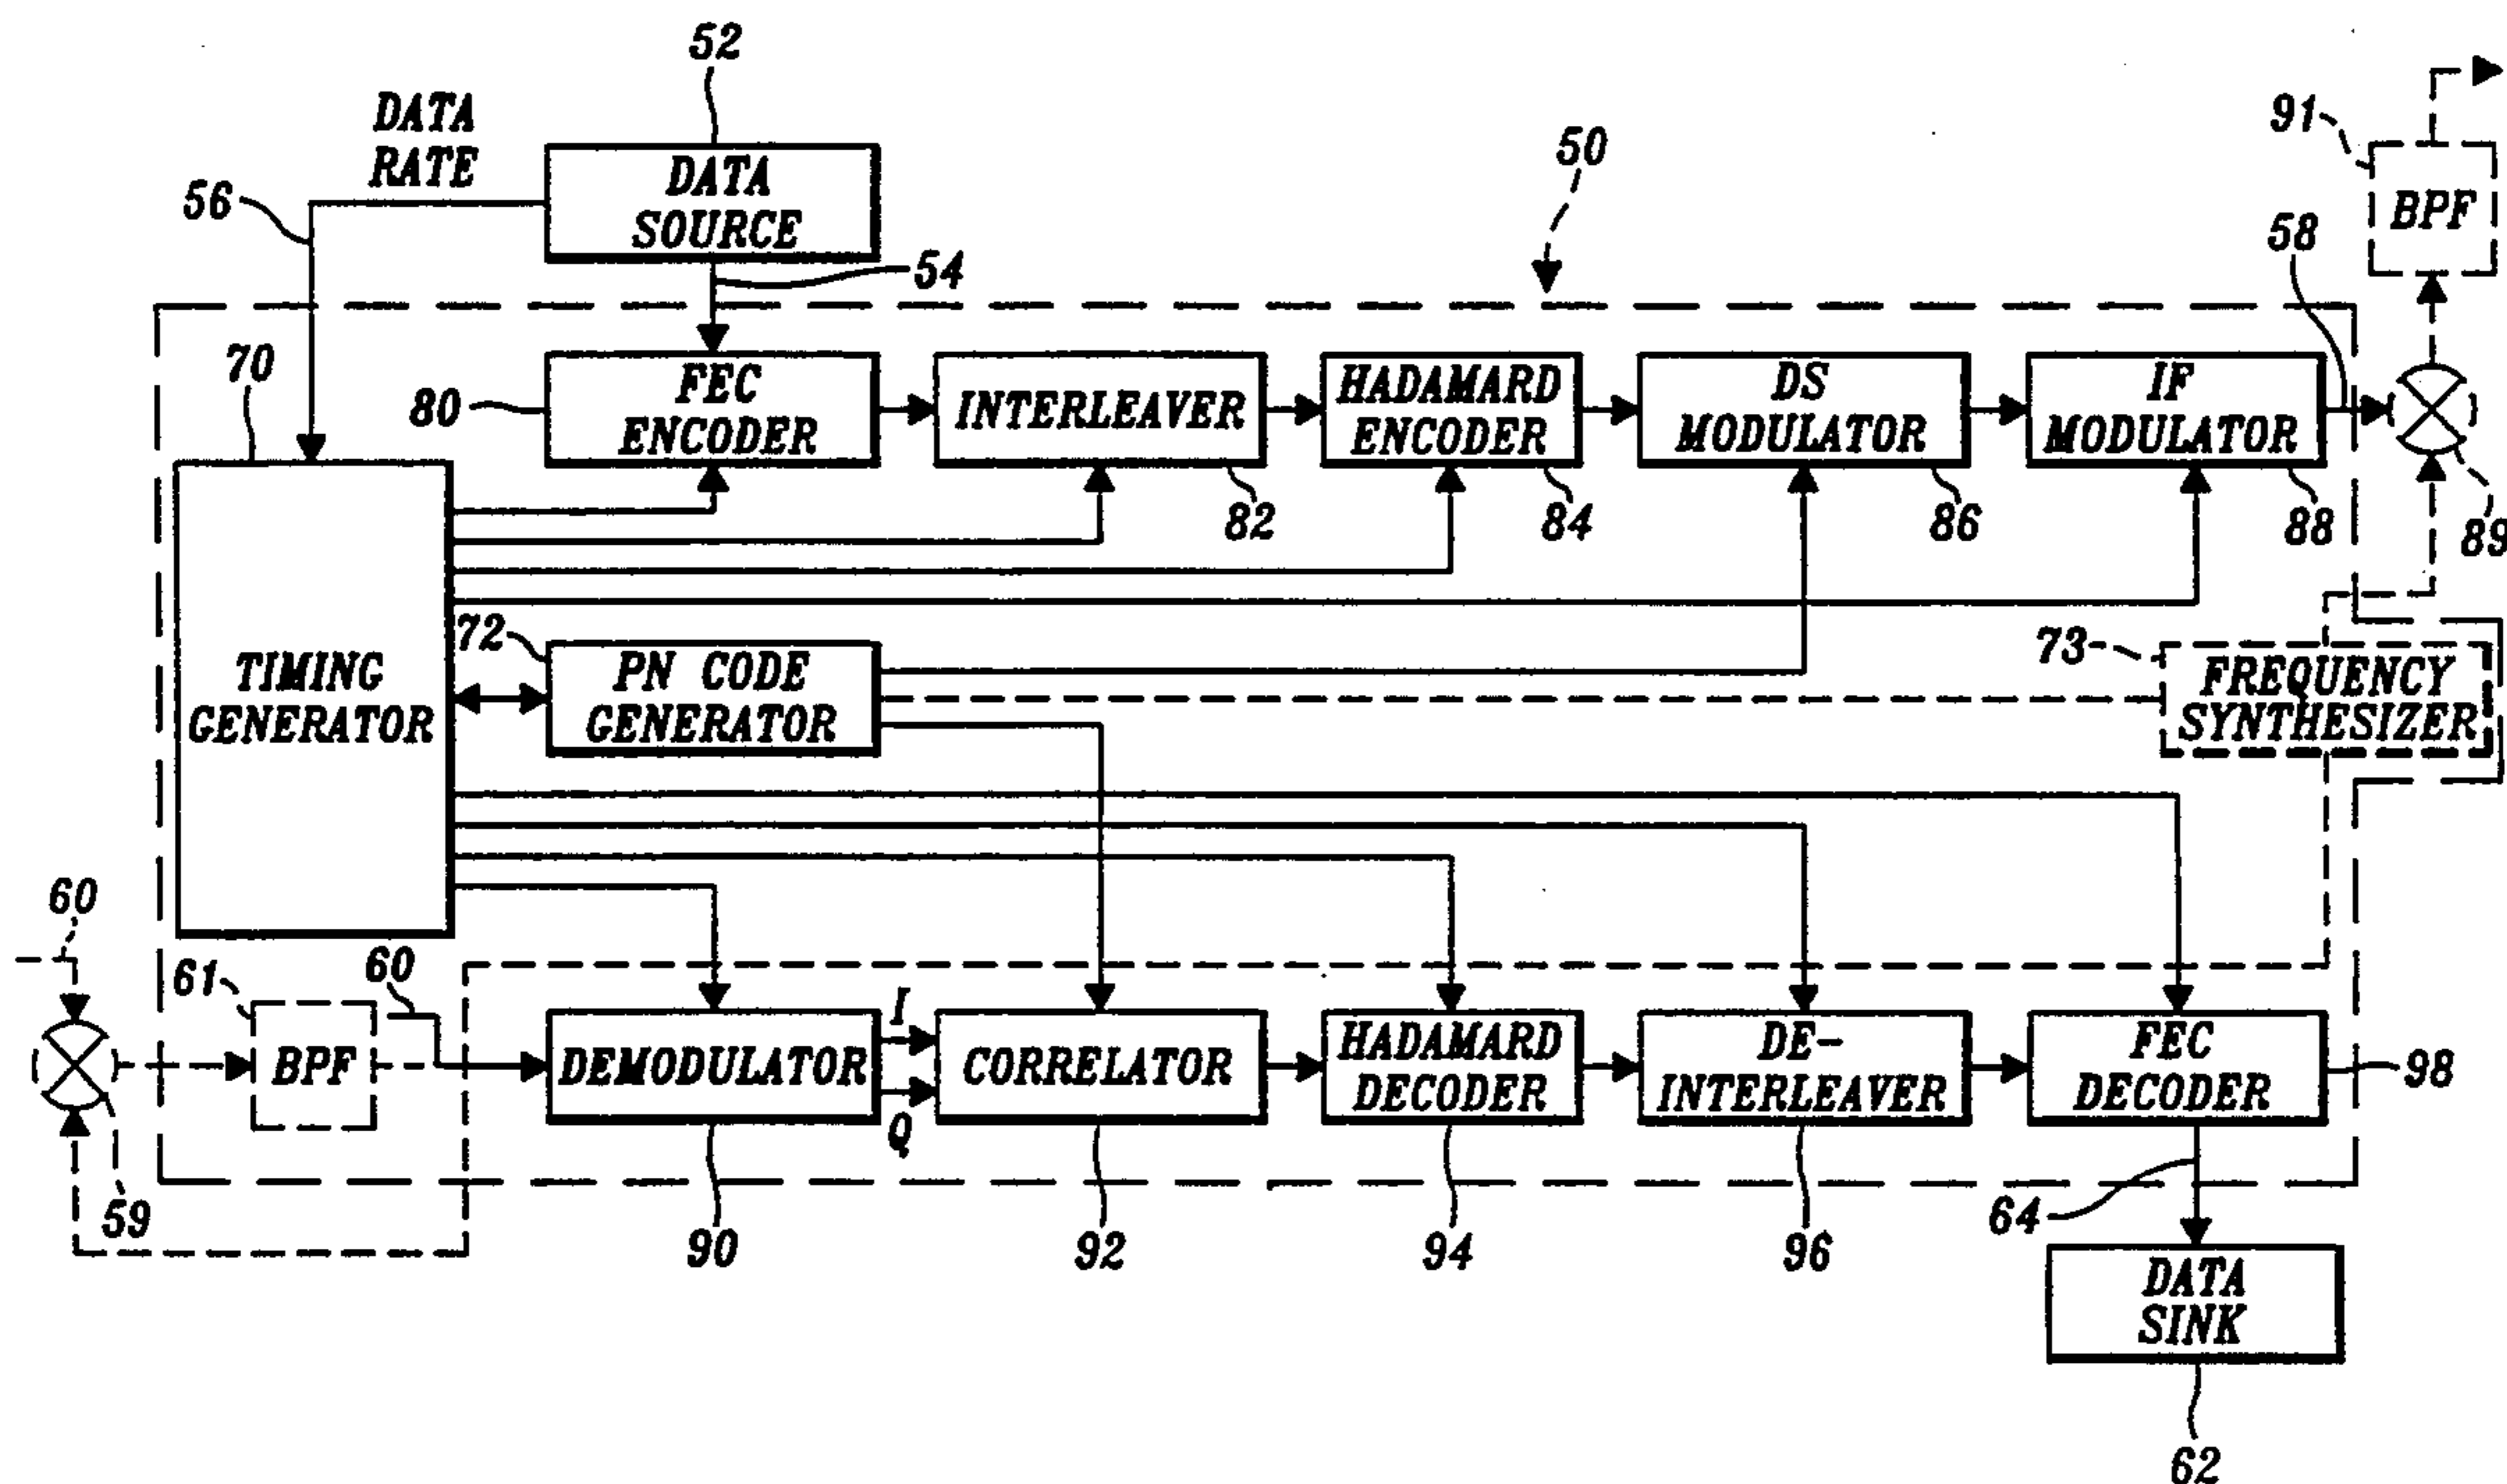 52
DATA
RATE
56
DATA
SOURCE
54
50
91
BPF
58
70
80
FEC
ENCODER
INTERLEAVER
82
HADAMARD
ENCODER
84
DS
MODULATOR
86
IF
MODULATOR
88
89
TIMING
GENERATOR
72
PN CODE
GENERATOR
73
FREQUENCY
SYNTHESIZER
60
61
60
BPF
59
DEMODULATOR
90
I
Q
CORRELATOR
92
HADAMARD
DECODER
94
DE-
INTERLEAVER
96
FEC
DECODER
98
64
DATA
SINK
62